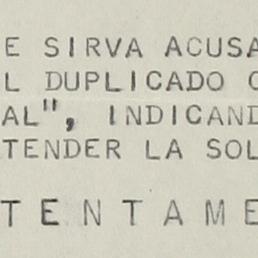 E SIRVA ACUSA
L DUPLICADO
AL", INDICAND
TENDER LA SOL
TENTAME